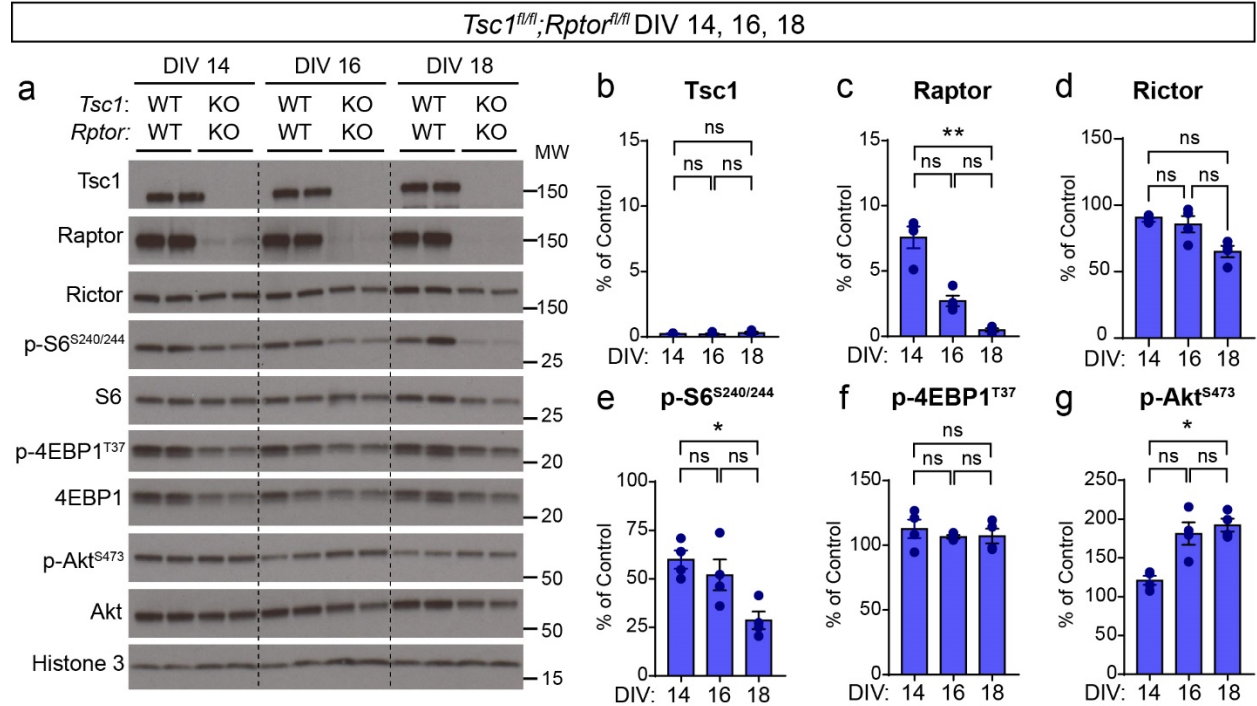 Tsc1fl/fl;Rptorfl/fl DIV 14, 16, 18
a
DIV 14 DIV 16 DIV 18
Tsc1: WT KO WT KO WT KO
Rptor: WT KO WT KO WT KO
MW
Tsc1 150
Raptor 150
Rictor 150
p-S6S240/244 25
S6 25
p-4EBP1T37 20
4EBP1 20
p-AktS473 50
Akt 50
Histone 3 15
b Tsc1
ns
ns ns
% of Control
15
10
5
0
DIV: 14 16 18
c Raptor
**
ns ns
% of Control
15
10
5
0
DIV: 14 16 18
d Rictor
ns
ns ns
% of Control
150
100
50
0
DIV: 14 16 18
e p-S6S240/244
*
ns ns
% of Control
100
75
50
25
0
DIV: 14 16 18
f p-4EBP1T37
ns
ns ns
% of Control
150
100
50
0
DIV: 14 16 18
g p-AktS473
*
ns ns
% of Control
250
200
150
100
50
0
DIV: 14 16 18